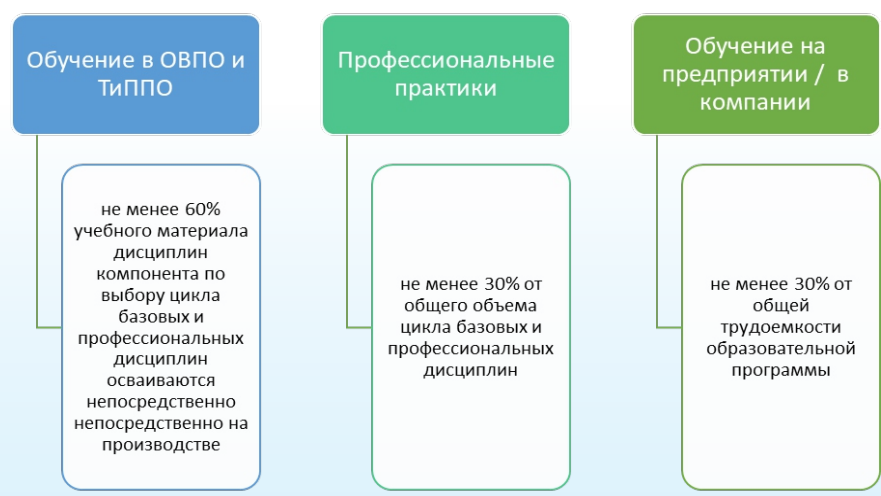 Обучение в ОВПО и
ТиППО
не менее 60%
учебного материала
дисциплин
компонента по
выбору цикла
базовых и
профессиональных
дисциплин
осваиваются
непосредственно
непосредственно на
производстве
Профессиональные
практики
не менее 30% от
общего объема
цикла базовых и
профессиональных
дисциплин
Обучение на
предприятии /  в
компании
не менее 30% от
общей
трудоемкости
образовательной
программы